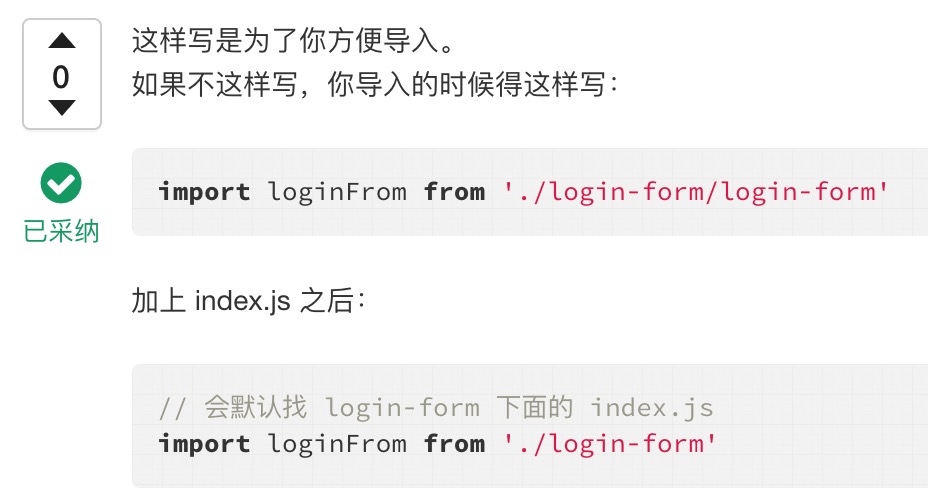 0
已采纳
这样写是为了你方便导入。
如果不这样写，你导入的时候得这样写：
import loginFrom from './login-form/login-form'
加上 index.js 之后：
// 会默认找 login-form 下面的 index.js
import loginFrom from './login-form'